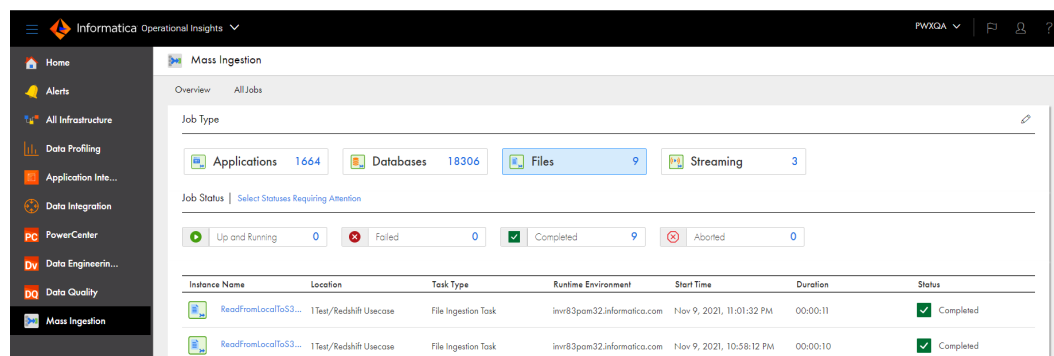 Informatica Operational Insights PWXQA ?
Home
Alerts
All Infrastructure
Data Profiling
Application Inte...
Data Integration
PC PowerCenter
Dv Data Engineerin...
DQ Data Quality
Mass Ingestion
Mass Ingestion
Overview All Jobs
Job Type
Applications 1664 Databases 18306 Files 9 Streaming 3
Job Status | Select Statuses Requiring Attention
Up and Running 0 Failed 0 Completed 9 Aborted 0
Instance Name Location Task Type Runtime Environment Start Time Duration Status
ReadFromLocalToS3... 1Test/Redshift Usecase File Ingestion Task invr83pam32.informatica.com Nov 9, 2021, 11:01:32 PM 00:00:11 Completed
ReadFromLocalToS3... 1Test/Redshift Usecase File Ingestion Task invr83pam32.informatica.com Nov 9, 2021, 10:58:12 PM 00:00:10 Completed